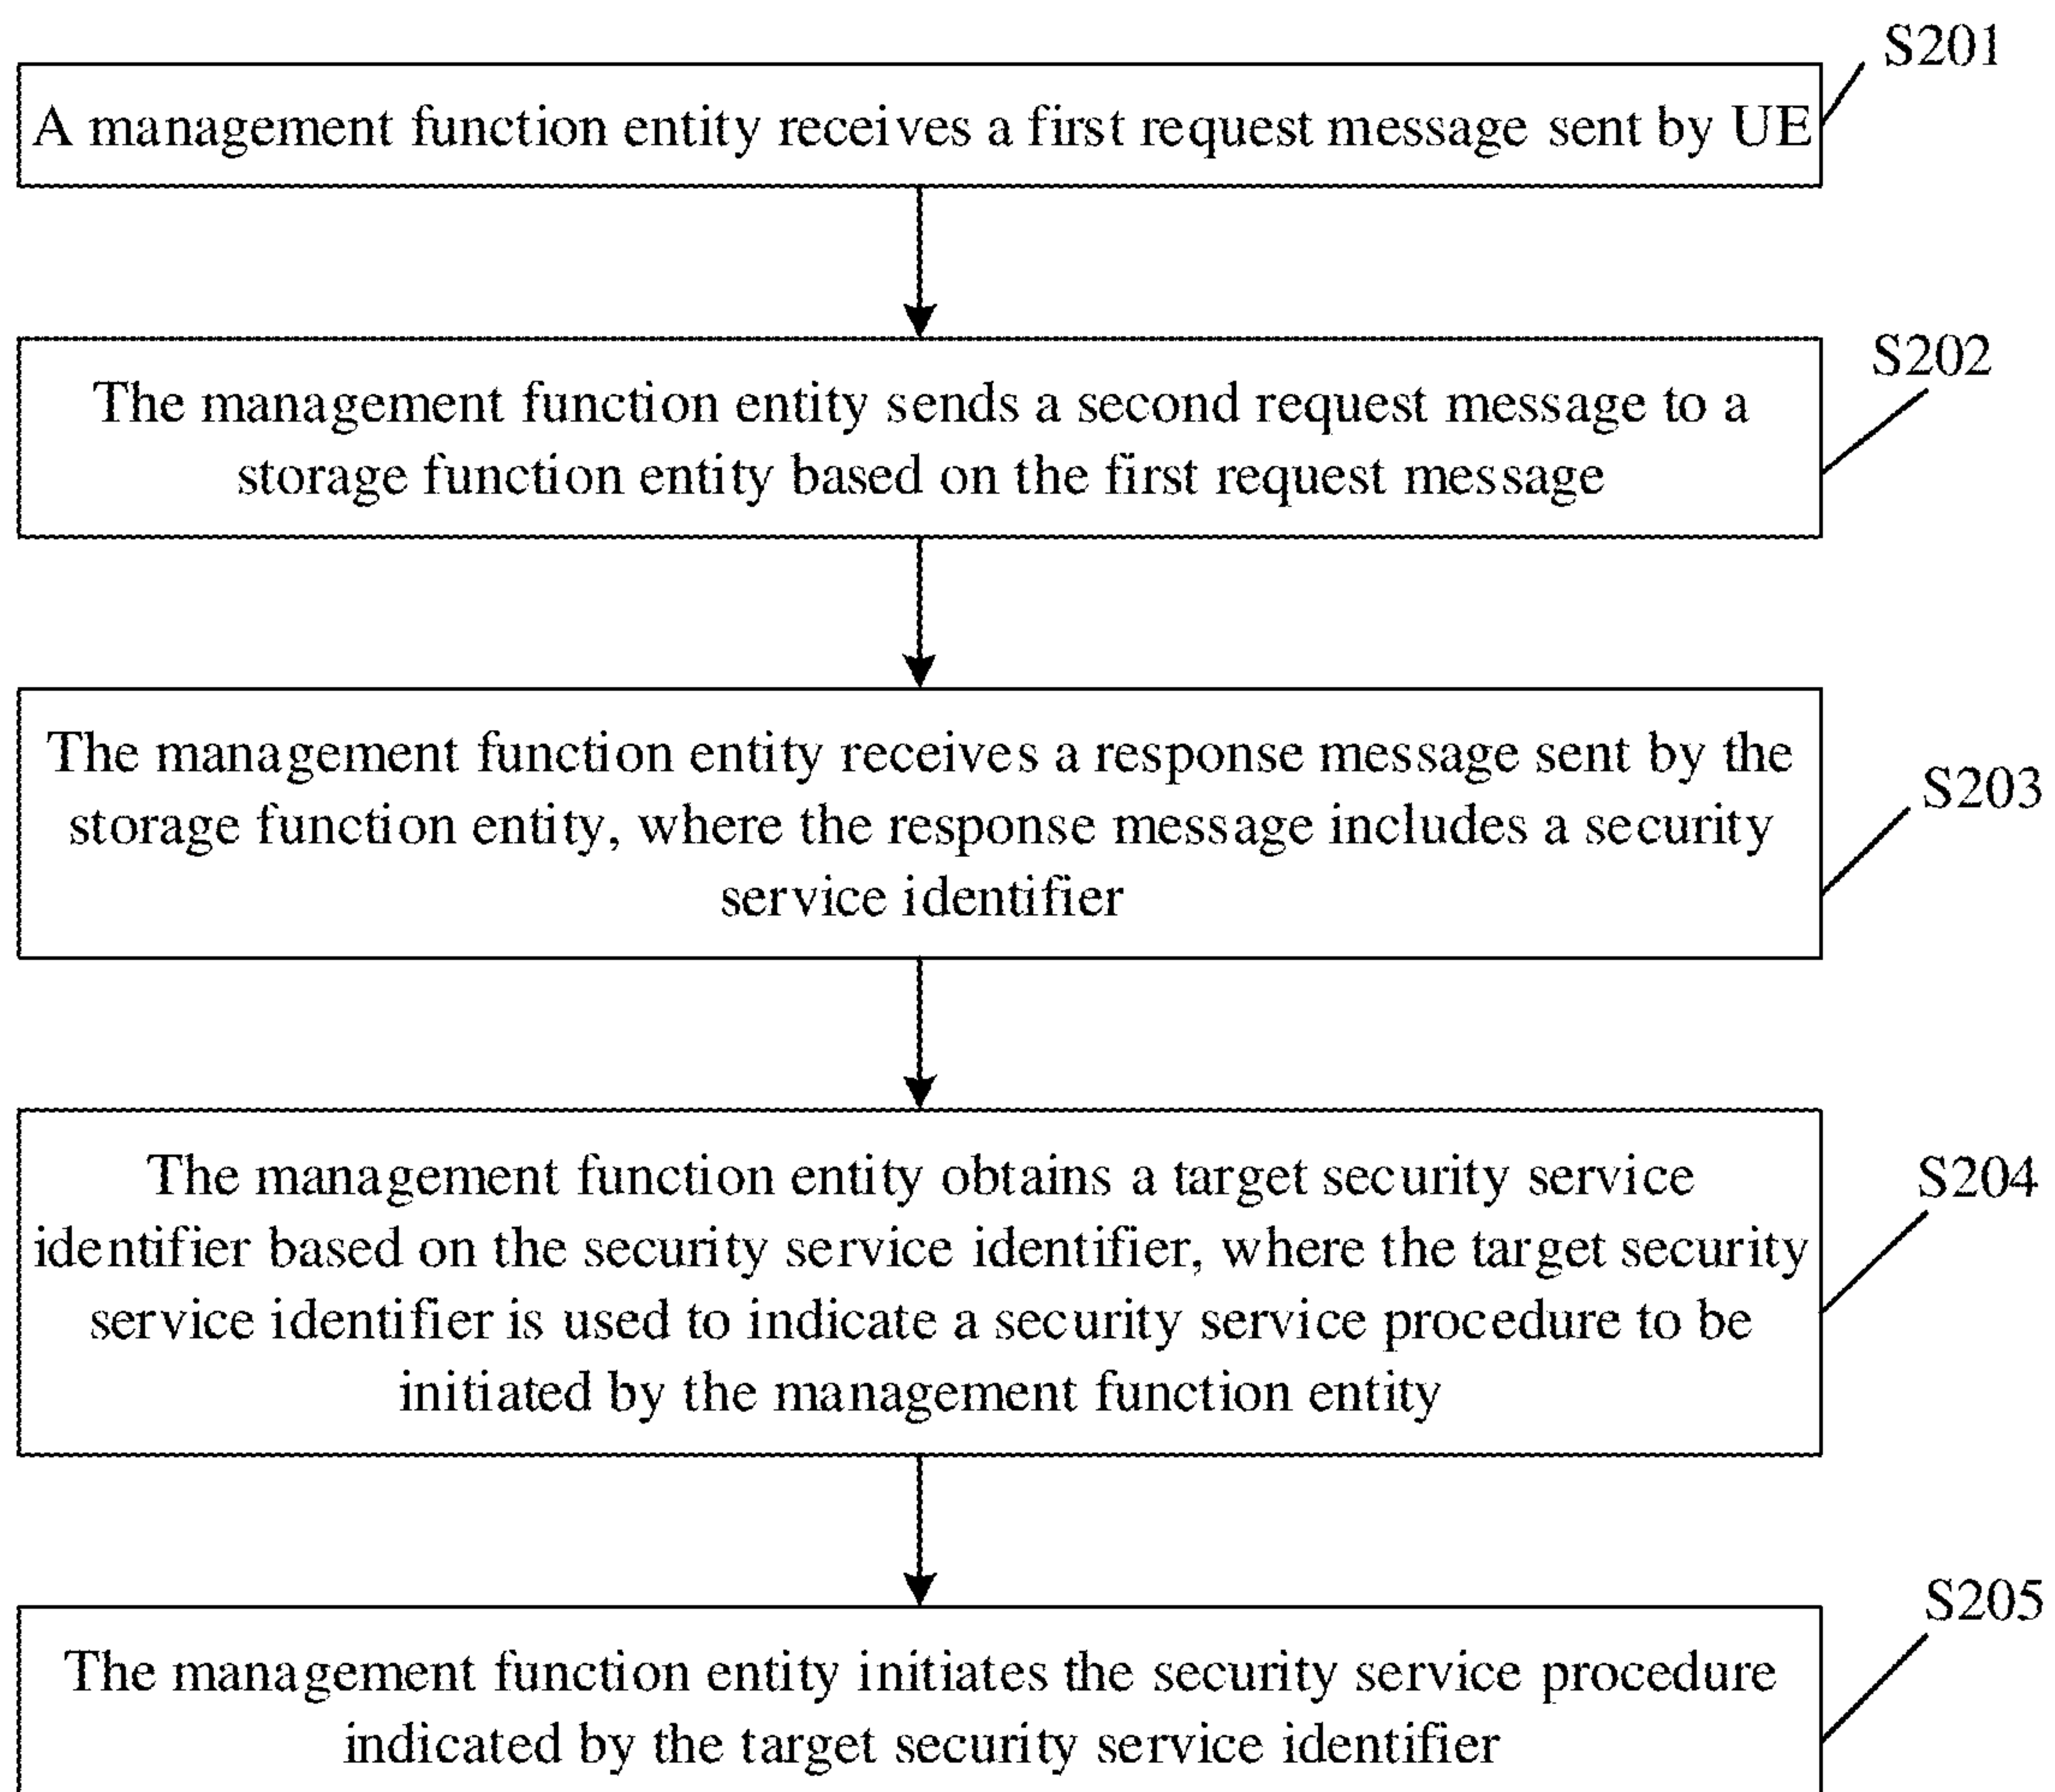 S201
A management function entity receives a first request message sent by UE
S202
The management function entity sends a second request message to a
storage function entity based on the first request message
The management function entity receives a response message sent by the
S203
storage function entity, where the response message includes a security
service identifier
The management function entity obtains a target security service
S204
identifier based on the security service identifier, where the target security
service identifier is used to indicate a security service procedure to be
initiated by the management function entity
S205
The management function entity initiates the security service procedure
indicated by the target security service identifier